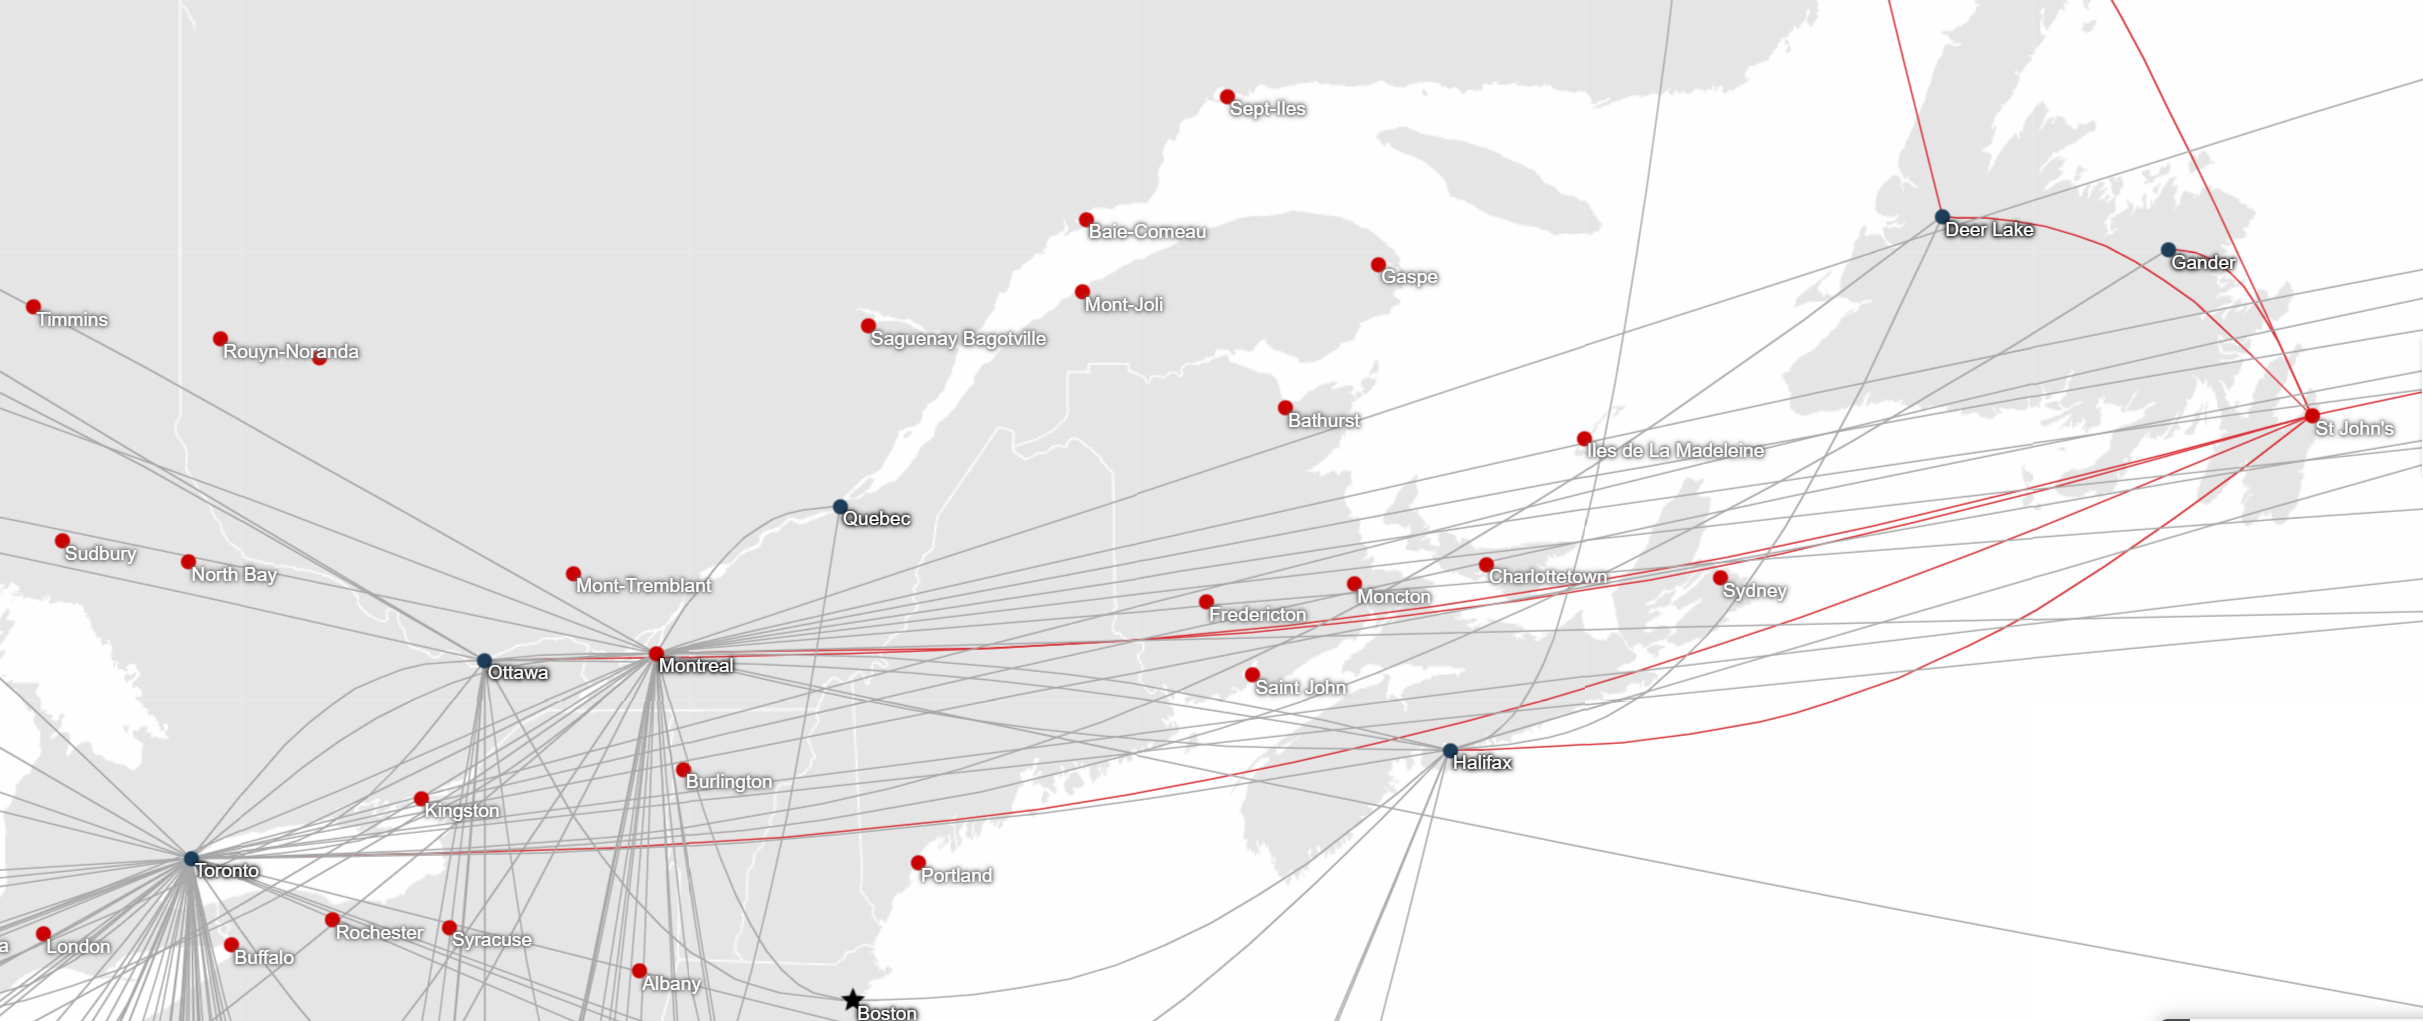 Sept-Iles
Baie-Comeau
Deer Lake
Gander
Gaspe
Mont-Joli
Timmins
Saguenay Bagotville
Rouyn-Noranda
Bathurst
St John's
Iles de La Madeleine
Quebec
Sudbury
North Bay
Mont-Tremblant
Charlottetown
Moncton
Sydney
Fredericton
Montreal
Ottawa
Saint John
Halifax
Burlington
Kingston
Toronto
Portland
Rochester
Syracuse
a
London
Buffalo
Albany
Boston